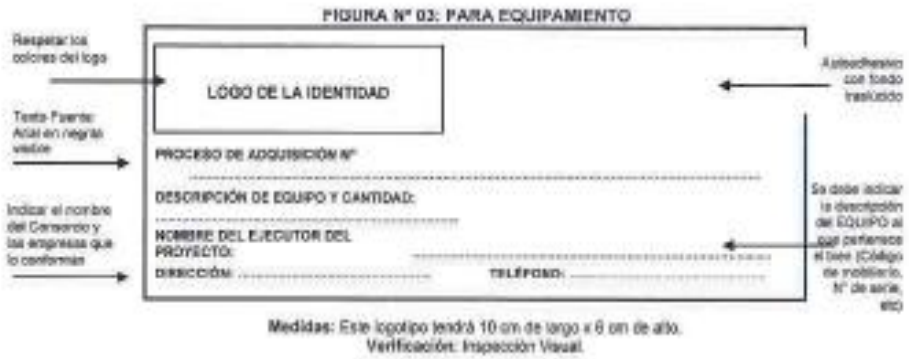 FIGURA Nº 03: PARA EQUIPAMIENTO
Respetar los
colores del logo
LOGO DE LA IDENTIDAD
Autoadhesivo
con fondo
traslúcido
Texto Fuente:
Arial en negrita
visible
PROCESO DE ADQUISICIÓN Nº
DESCRIPCIÓN DE EQUIPO Y CANTIDAD:
Indicar el nombre
del Consorcio y
las empresas que
lo conforman
NOMBRE DEL EJECUTOR DEL
PROYECTO:
DIRECCIÓN:
TELÉFONO:
Se debe indicar
la descripción
del EQUIPO al
que pertenece
el bien (Código
de mobiliario,
N° de serie,
etc)
Medidas: Este logotipo tendrá 10 cm de largo x 6 cm de alto.
Verificación: Inspección Visual.